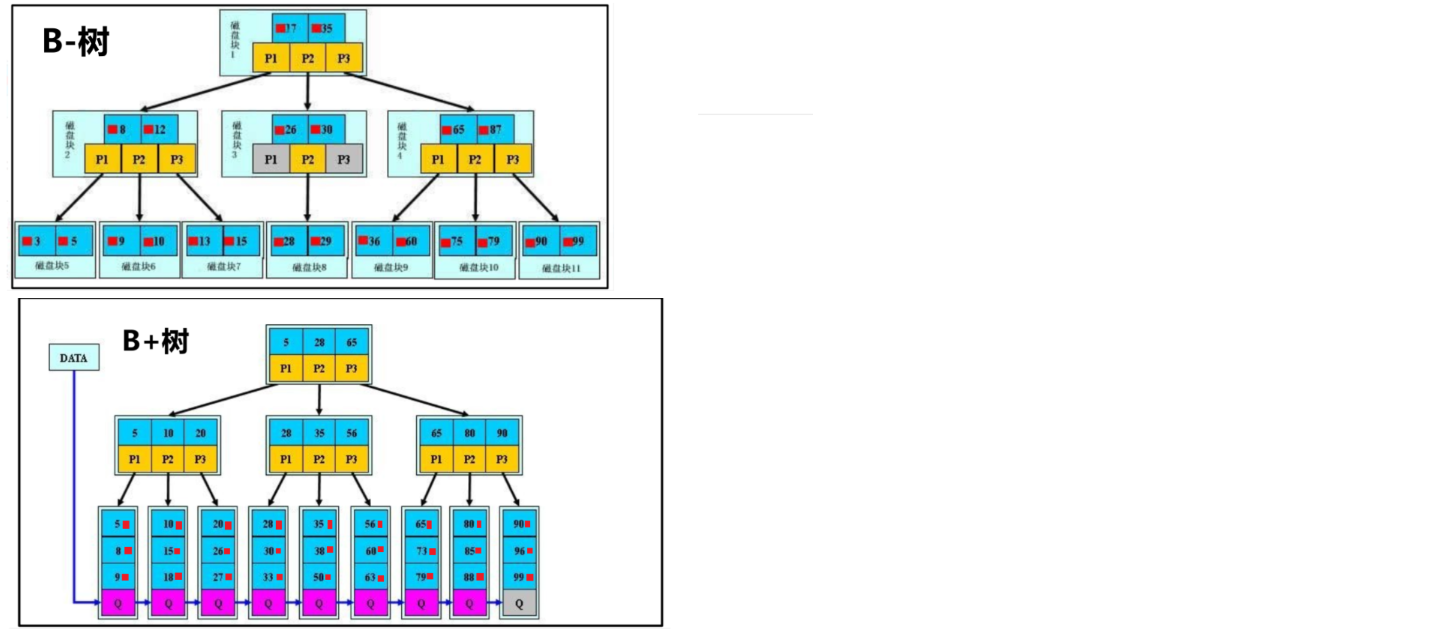 B-树
磁盘块1
17 35
P1 P2 P3
磁盘块2
8 12
P1 P2 P3
磁盘块3
26 30
P1 P2 P3
磁盘块4
65 87
P1 P2 P3
3 5
磁盘块5
9 10
磁盘块6
13 15
磁盘块7
28 29
磁盘块8
36 60
磁盘块9
75 79
磁盘块10
90 99
磁盘块11
B+树
DATA
5 28 65
P1 P2 P3
5 10 20
P1 P2 P3
28 35 56
P1 P2 P3
65 80 90
P1 P2 P3
5 10 20 28 35 56 65 80 90
8 15 26 30 38 60 73 85 96
9 18 27 33 50 63 79 88 99
Q Q Q Q Q Q Q Q Q